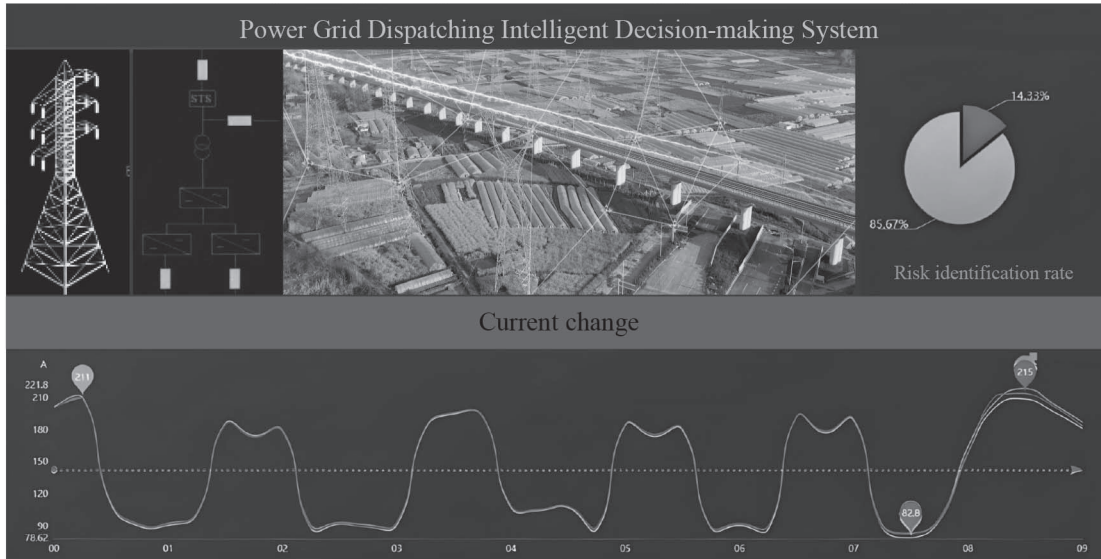 Power Grid Dispatching Intelligent Decision-making System
STS
14.33%
85.67%
Risk identification rate
Current change
A
221.8
210
180
150
120
90
78.62
211
82.8
215
00 01 02 03 04 05 06 07 08 09